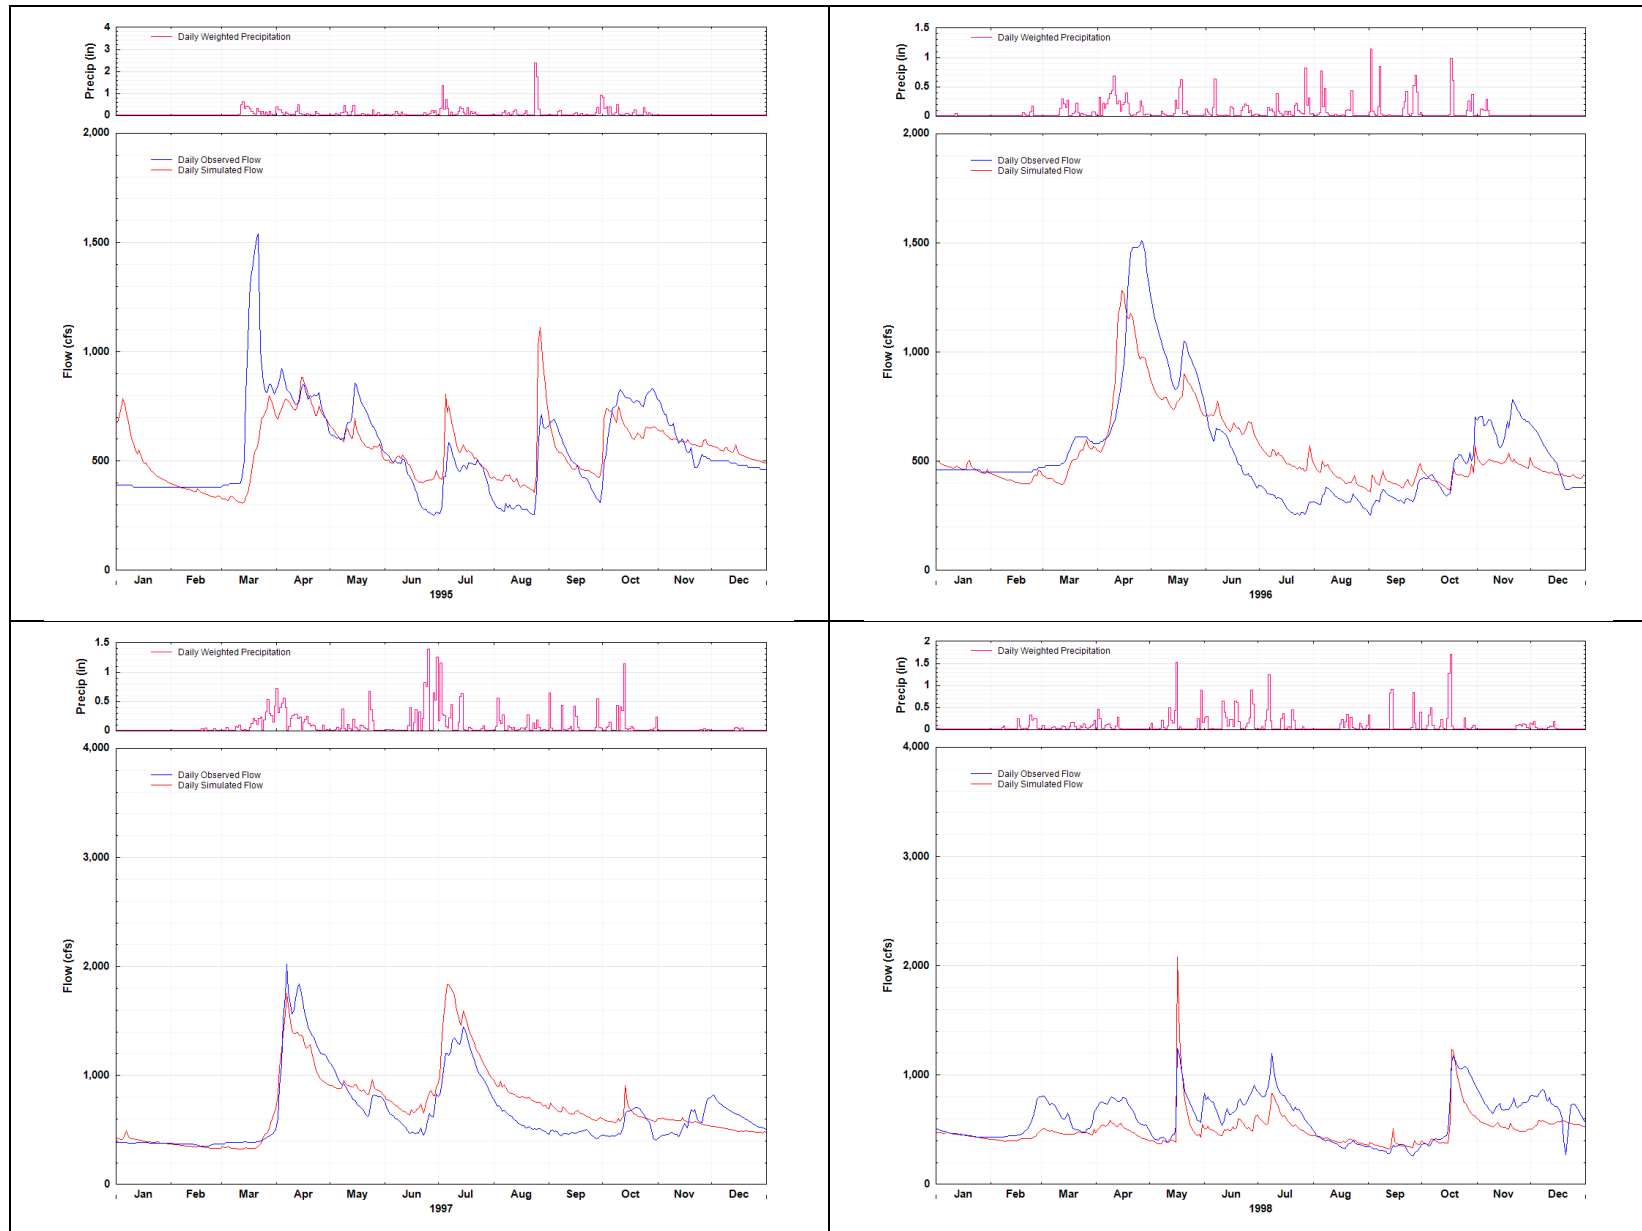 4
3
2
1
0
Precip (in)
Daily Weighted Precipitation
2,000
1,500
1,000
500
0
Flow (cfs)
Daily Observed Flow
Daily Simulated Flow
Jan Feb Mar Apr May Jun Jul Aug Sep Oct Nov Dec
1995
1.5
1
0.5
0
Precip (in)
Daily Weighted Precipitation
2,000
1,500
1,000
500
0
Flow (cfs)
Daily Observed Flow
Daily Simulated Flow
Jan Feb Mar Apr May Jun Jul Aug Sep Oct Nov Dec
1996
1.5
1
0.5
0
Precip (in)
Daily Weighted Precipitation
4,000
3,000
2,000
1,000
0
Flow (cfs)
Daily Observed Flow
Daily Simulated Flow
Jan Feb Mar Apr May Jun Jul Aug Sep Oct Nov Dec
1997
2
1.5
1
0.5
0
Precip (in)
Daily Weighted Precipitation
4,000
3,000
2,000
1,000
0
Flow (cfs)
Daily Observed Flow
Daily Simulated Flow
Jan Feb Mar Apr May Jun Jul Aug Sep Oct Nov Dec
1998